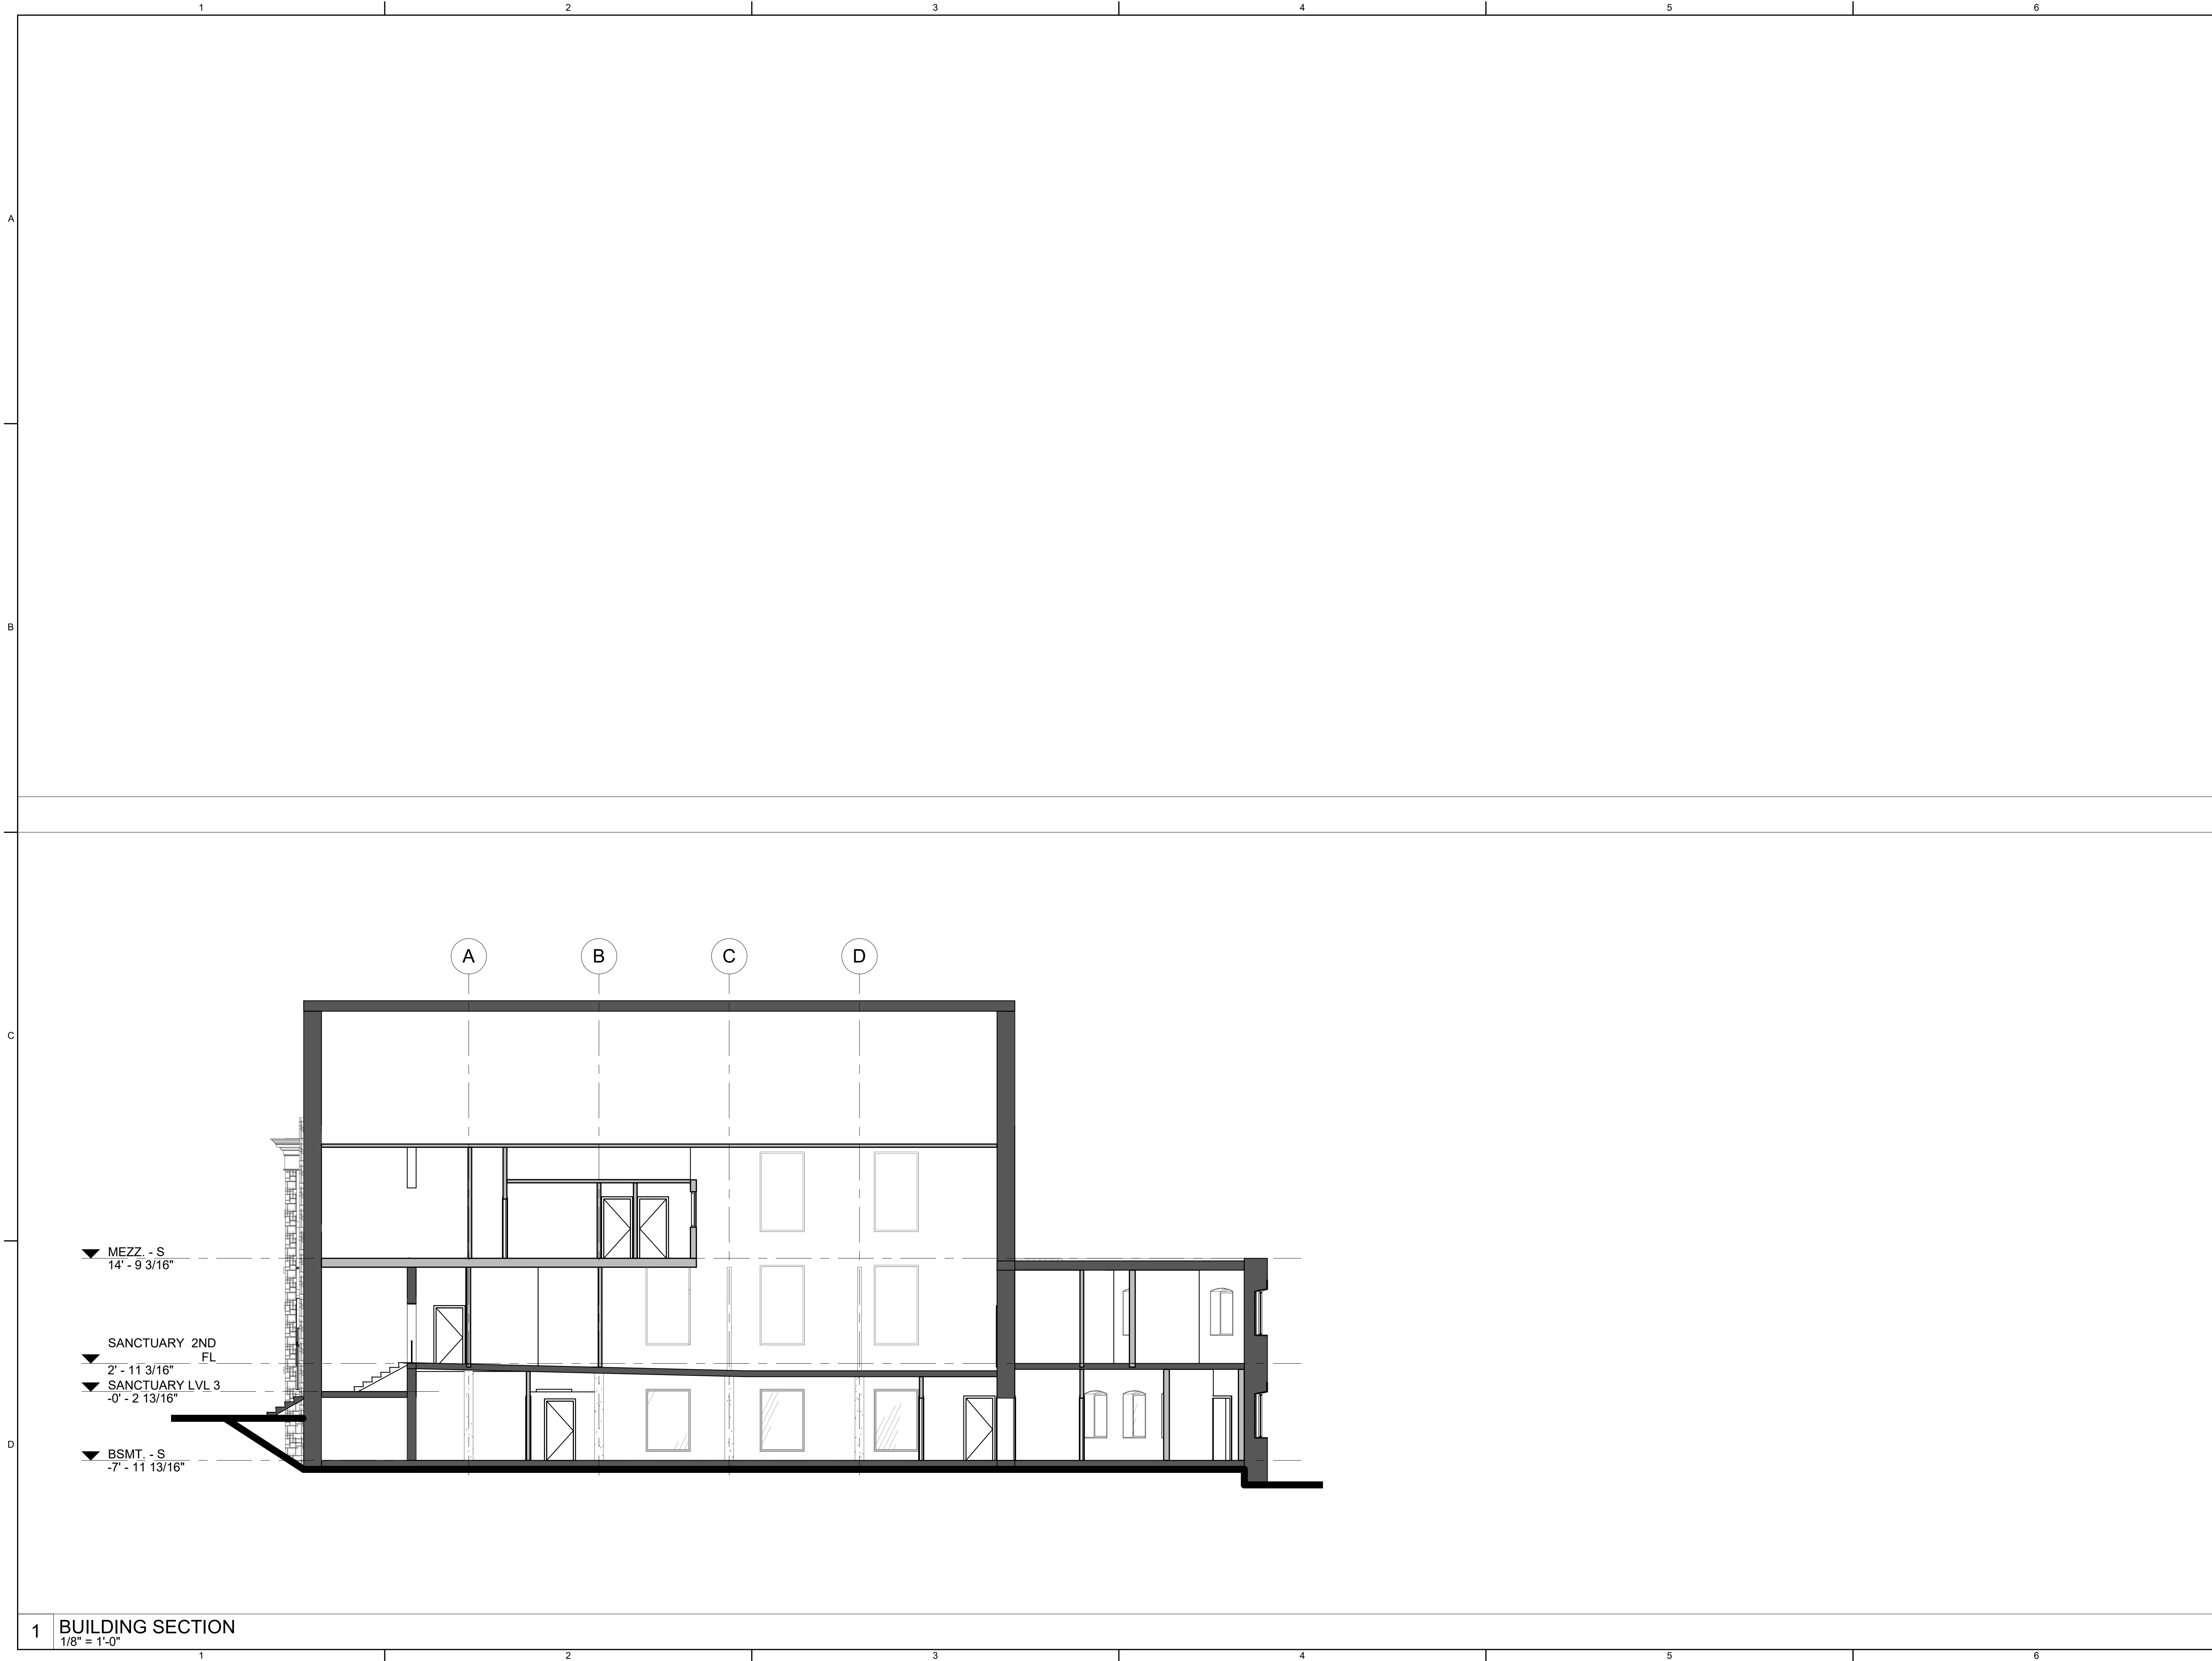 1 2 3 4 5 6
A
B
C
D
A B C D
MEZZ. - S
14' - 9 3/16"
SANCTUARY 2ND
FL
2' - 11 3/16"
SANCTUARY LVL 3
-0' - 2 13/16"
BSMT. - S
-7' - 11 13/16"
1 BUILDING SECTION
1/8" = 1'-0"
1 2 3 4 5 6